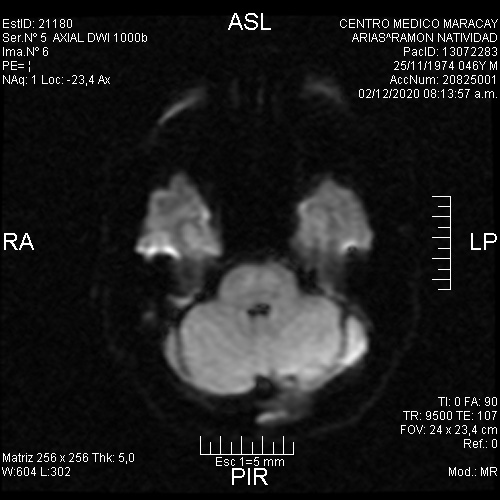 EstID: 21180
Ser.Nº 5 AXIAL DWI 1000b
Ima.Nº 6
PE= ¦
NAq: 1 Loc: -23,4 Ax
ASL
CENTRO MEDICO MARACAY
ARIAS^RAMON NATIVIDAD
PacID: 13072283
25/11/1974 046Y M
AccNum: 20825001
02/12/2020 08:13:57 a.m.
RA
LP
Matriz 256 x 256 Thk: 5,0
W:604 L:302
Esc 1=5 mm
PIR
TI: 0 FA: 90
TR: 9500 TE: 107
FOV: 24 x 23,4 cm
Ref.: 0
Mod.: MR